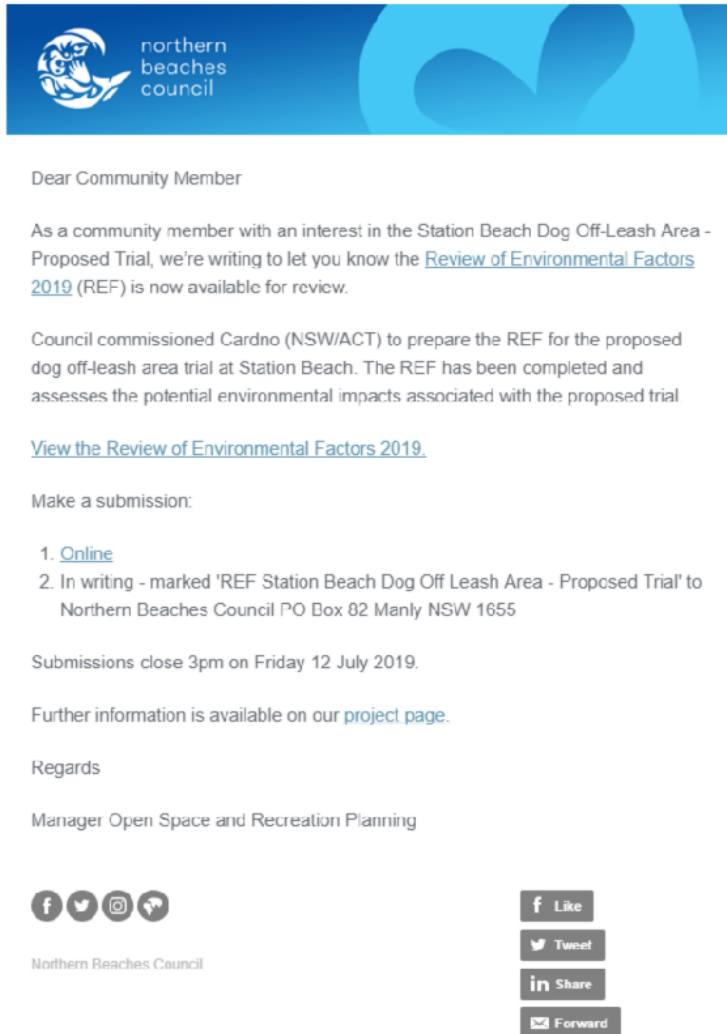 northern
beaches
council
Dear Community Member
As a community member with an interest in the Station Beach Dog Off-Leash Area -
Proposed Trial, we're writing to let you know the Review of Environmental Factors
2019 (REF) is now available for review.
Council commissioned Cardno (NSW/ACT) to prepare the REF for the proposed
dog off-leash area trial at Station Beach. The REF has been completed and
assesses the potential environmental impacts associated with the proposed trial.
View the Review of Environmental Factors 2019.
Make a submission:
1. Online
2. In writing - marked 'REF Station Beach Dog Off Leash Area - Proposed Trial' to
Northern Beaches Council PO Box 82 Manly NSW 1655
Submissions close 3pm on Friday 12 July 2019.
Further information is available on our project page.
Regards
Manager Open Space and Recreation Planning
f Like
Tweet
Northern Beaches Council
in Share
Forward